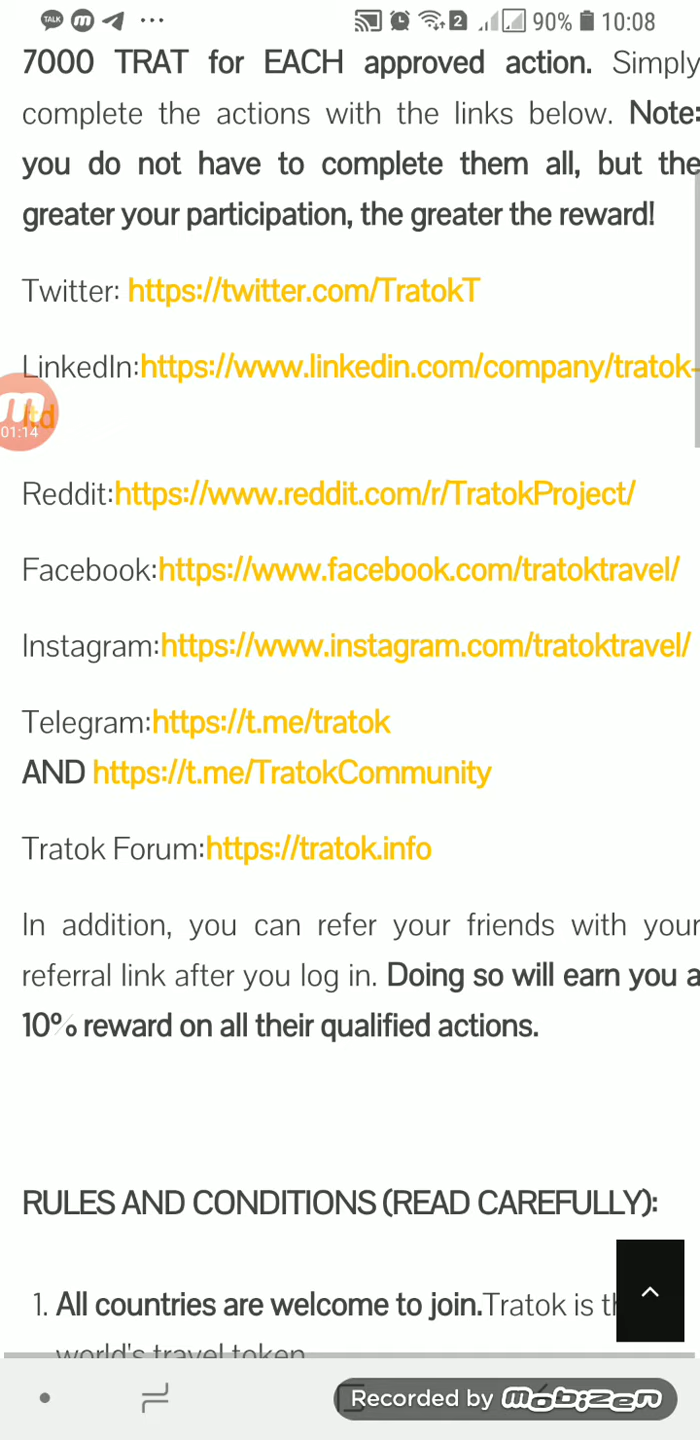 TALK m ... 2 90% 10:08
7000 TRAT for EACH approved action. Simply
complete the actions with the links below. Note:
you do not have to complete them all, but the
greater your participation, the greater the reward!
Twitter: https://twitter.com/TratokT
LinkedIn:https://www.linkedin.com/company/tratok-
ltd
m
01:14
Reddit:https://www.reddit.com/r/TratokProject/
Facebook:https://www.facebook.com/tratoktravel/
Instagram:https://www.instagram.com/tratoktravel/
Telegram:https://t.me/tratok
AND https://t.me/TratokCommunity
Tratok Forum:https://tratok.info
In addition, you can refer your friends with your
referral link after you log in. Doing so will earn you a
10% reward on all their qualified actions.
RULES AND CONDITIONS (READ CAREFULLY):
1. All countries are welcome to join.Tratok is th
world's travel token
Recorded by mobizen